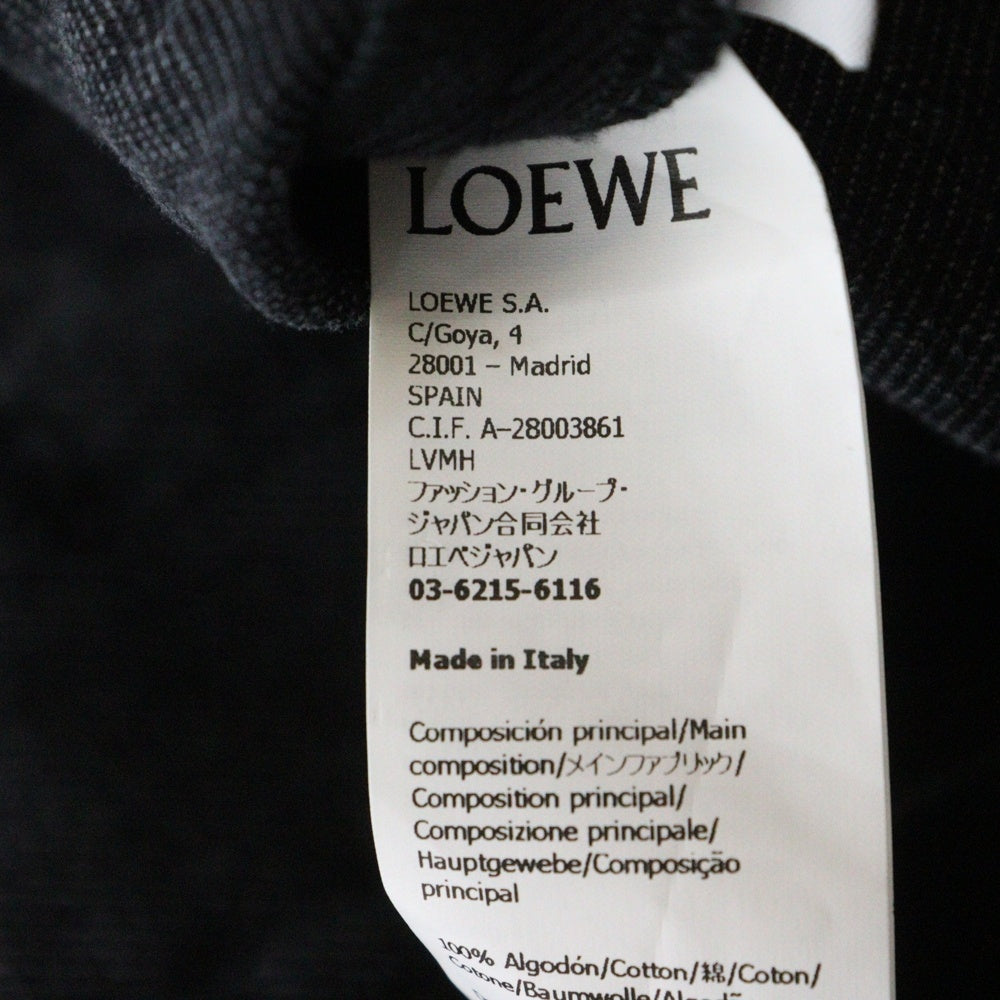 LOEWE
LOEWE S.A.
C/Goya, 4
28001 – Madrid
SPAIN
C.I.F. A–28003861
LVMH
ファッション・グループ・
ジャパン合同会社
ロエベジャパン
03-6215-6116
Made in Italy
Composición principal/Main
composition/メインファブリック/
Composition principal/
Composizione principale/
Hauptgewebe/Composição
principal
100% Algodón/Cotton/綿/Coton/
Cotone/Baumwolle/